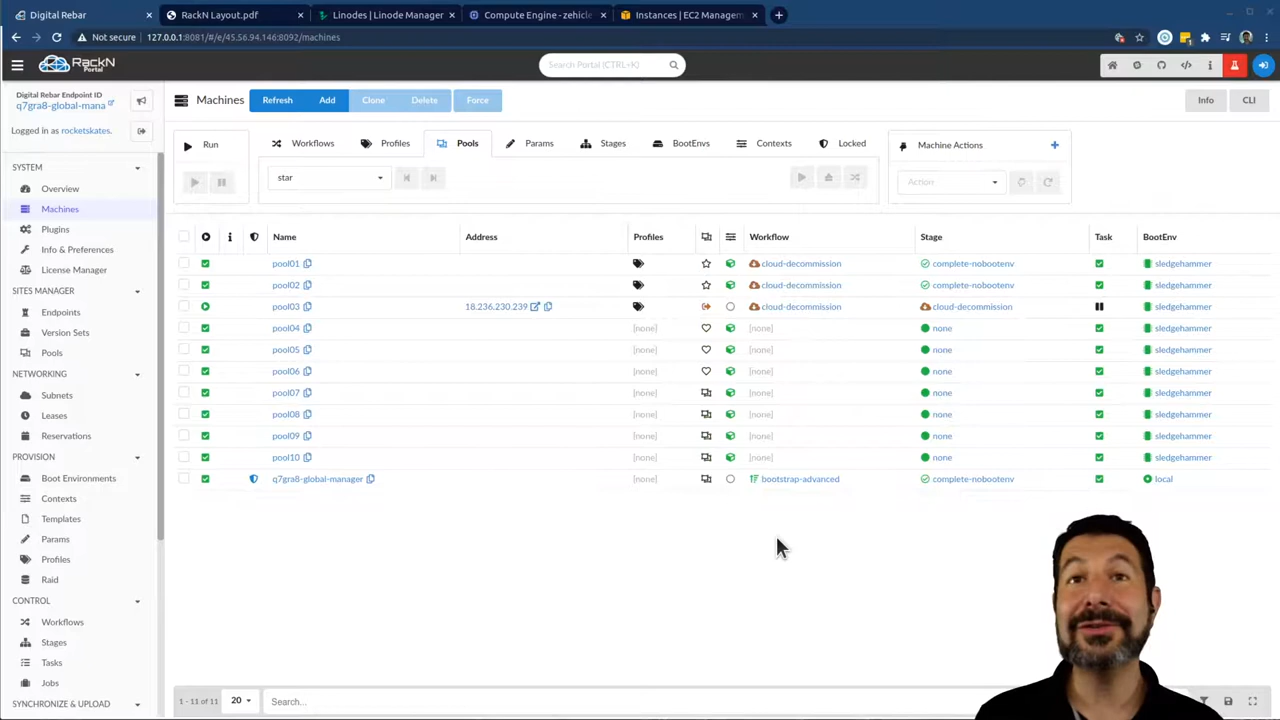 Digital Rebar
RackN Layout.pdf
Linodes | Linode Manager
Compute Engine - zehicle
Instances | EC2 Managem
Not secure | 127.0.0.1:8081/#/e/45.56.94.146:8092/machines
RackN Portal
Search Portal (CTRL+K)
Digital Rebar Endpoint ID
q7gra8-global-mana
Logged in as rocketskates.
Machines
Refresh Add Clone Delete Force
Info CLI
Run
Workflows Profiles Pools Params Stages BootEnvs Contexts Locked
star
Machine Actions
Action
SYSTEM
Overview
Machines
Plugins
Info & Preferences
License Manager
SITES MANAGER
Endpoints
Version Sets
Pools
NETWORKING
Subnets
Leases
Reservations
PROVISION
Boot Environments
Contexts
Templates
Params
Profiles
Raid
CONTROL
Workflows
Stages
Tasks
Jobs
SYNCHRONIZE & UPLOAD
Name Address Profiles Workflow Stage Task BootEnv
pool01 cloud-decommission complete-nobootenv sledgehammer
pool02 cloud-decommission complete-nobootenv sledgehammer
pool03 18.236.230.239 cloud-decommission cloud-decommission sledgehammer
pool04 [none] [none] none sledgehammer
pool05 [none] [none] none sledgehammer
pool06 [none] [none] none sledgehammer
pool07 [none] [none] none sledgehammer
pool08 [none] [none] none sledgehammer
pool09 [none] [none] none sledgehammer
pool10 [none] [none] none sledgehammer
q7gra8-global-manager [none] bootstrap-advanced complete-nobootenv local
1 - 11 of 11 20 Search...